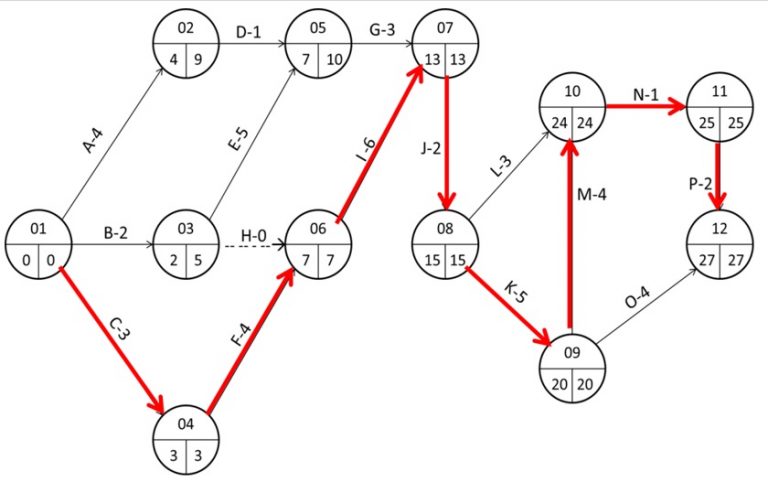 02
4 9
D-1
05
7 10
G-3
07
13 13
A-4
E-5
I-6
J-2
01
0 0
B-2
03
2 5
H-0
06
7 7
C-3
F-4
04
3 3
08
15 15
L-3
10
24 24
N-1
11
25 25
M-4
P-2
K-5
09
20 20
O-4
12
27 27